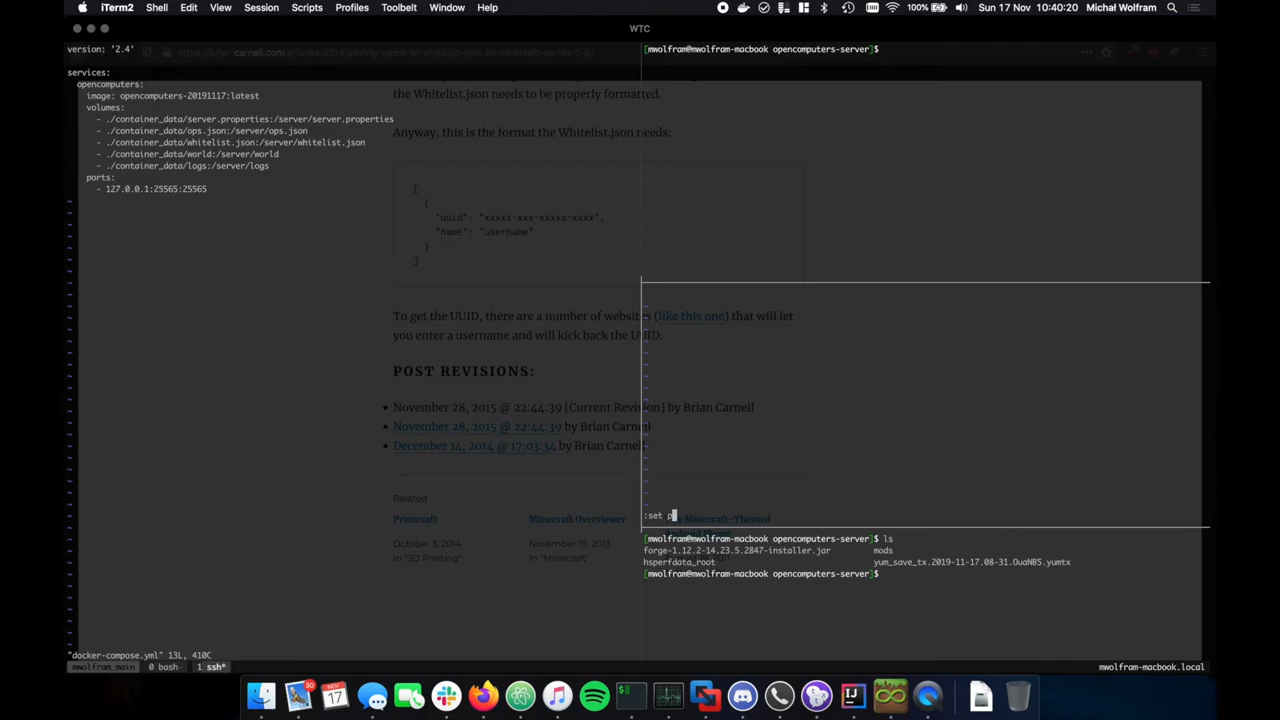 iTerm2 Shell Edit View Session Scripts Profiles Toolbelt Window Help 100% Sun 17 Nov 10:40:20 Michał Wolfram
WTC
version: '2.4'
services:
opencomputers:
image: opencomputers-20191117:latest
volumes:
- ./container_data/server.properties:/server/server.properties
- ./container_data/ops.json:/server/ops.json
- ./container_data/whitelist.json:/server/whitelist.json
- ./container_data/world:/server/world
- ./container_data/logs:/server/logs
ports:
- 127.0.0.1:25565:25565
"docker-compose.yml" 13L, 410C
[mwolfram@mwolfram-macbook opencomputers-server]$
:set p
[mwolfram@mwolfram-macbook opencomputers-server]$ ls
forge-1.12.2-14.23.5.2847-installer.jar mods
hsperfdata_root yum_save_tx.2019-11-17.08-31.OuaNB5.yumtx
[mwolfram@mwolfram-macbook opencomputers-server]$
the Whitelist.json needs to be properly formatted.
Anyway, this is the format the Whitelist.json needs:
[
{
"uuid": "xxxxx-xxx-xxxxx-xxxx",
"name": "username"
}
]
To get the UUID, there are a number of websites (like this one) that will let
you enter a username and will kick back the UUID.
POST REVISIONS:
November 28, 2015 @ 22:44:39 [Current Revision] by Brian Carnell
November 28, 2015 @ 22:44:39 by Brian Carnell
December 14, 2014 @ 17:03:34 by Brian Carnell
Related
Printcraft
October 3, 2014
In "3D Printing"
Minecraft Overviewer
November 19, 2013
In "Minecraft"
Minecraft-Themed
mwolfram_main 0 bash- 1 ssh* mwolfram-macbook.local
30
NOV
17